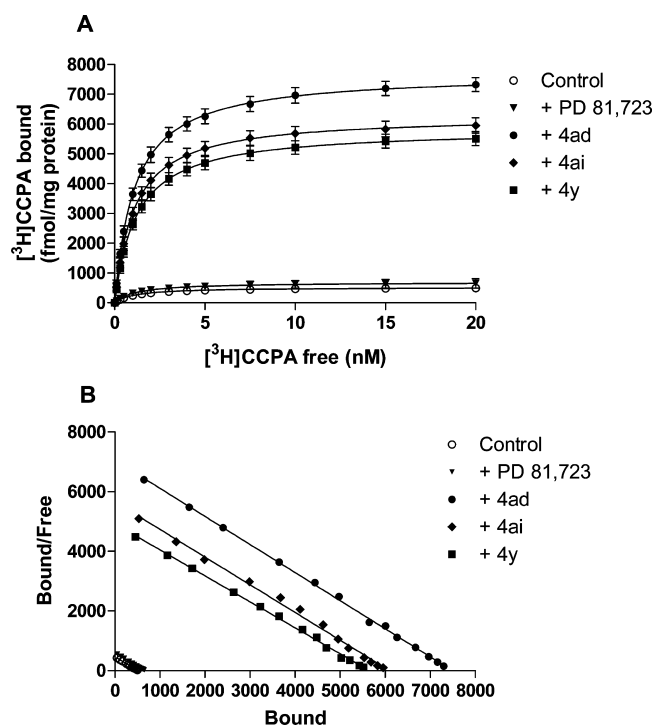 A
8000
7000
6000
5000
4000
3000
2000
1000
0
[³H]CCPA bound
(fmol/mg protein)
0 5 10 15 20
[³H]CCPA free (nM)
Control
+ PD 81,723
+ 4ad
+ 4ai
+ 4y
B
8000
6000
4000
2000
0
Bound/Free
0 1000 2000 3000 4000 5000 6000 7000 8000
Bound
Control
+ PD 81,723
+ 4ad
+ 4ai
+ 4y